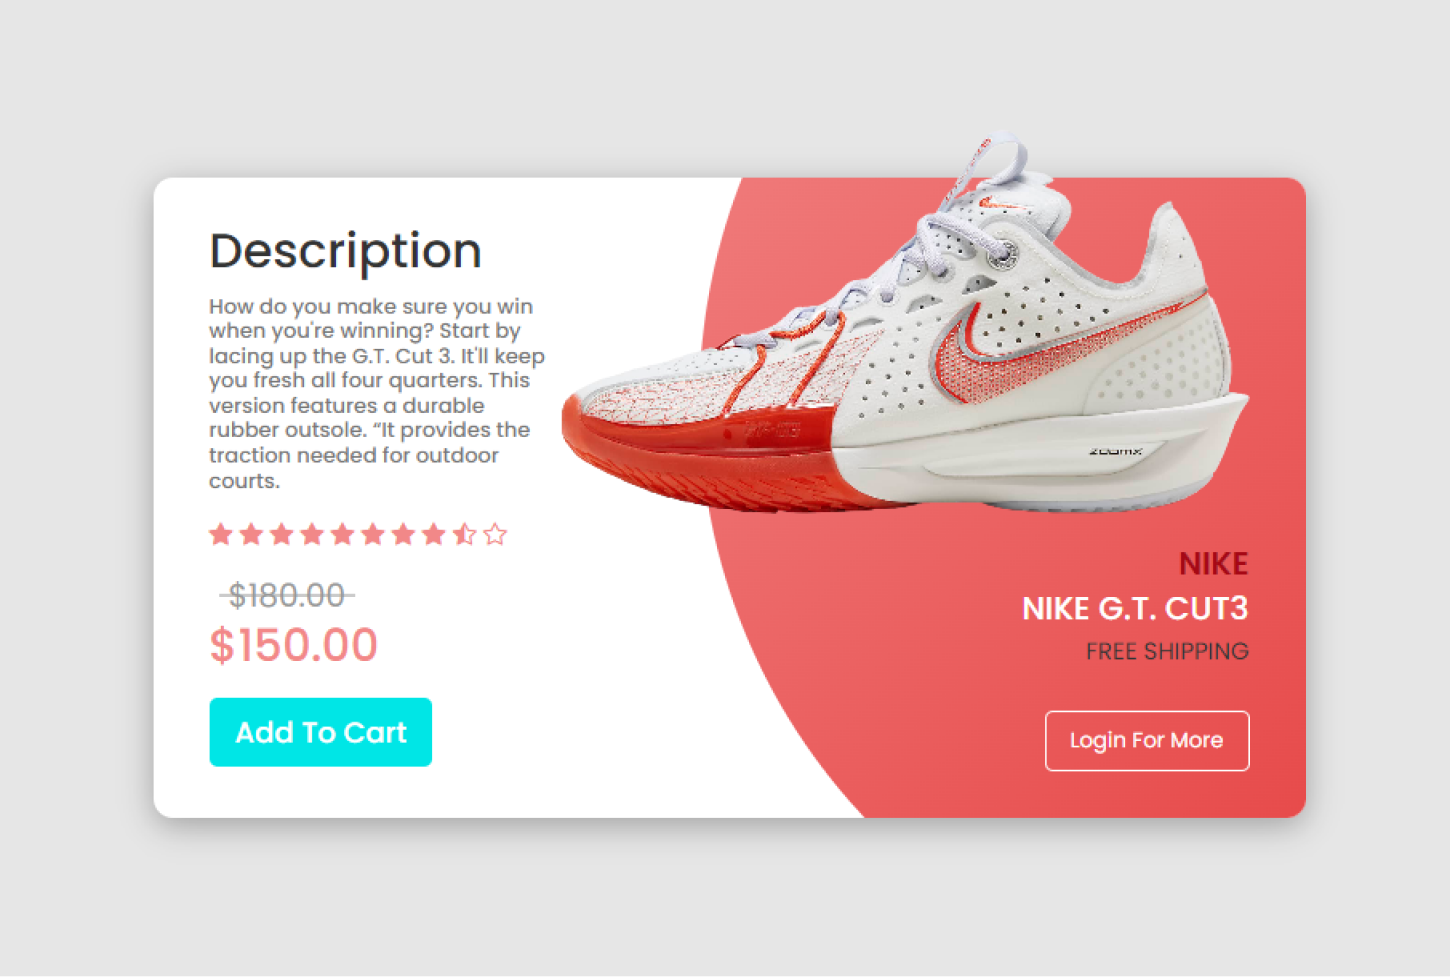 Description
How do you make sure you win
when you're winning? Start by
lacing up the G.T. Cut 3. It'll keep
you fresh all four quarters. This
version features a durable
rubber outsole. “It provides the
traction needed for outdoor
courts.
$180.00
$150.00
Add To Cart
zoomx
NIKE
NIKE G.T. CUT3
FREE SHIPPING
Login For More